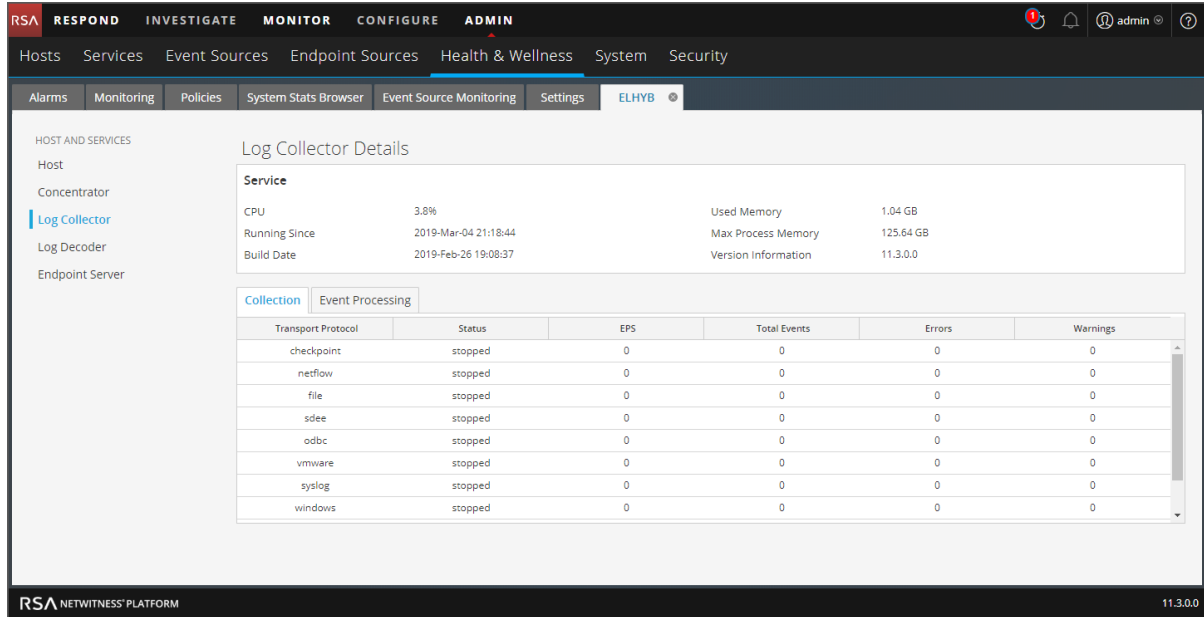 RSA RESPOND INVESTIGATE MONITOR CONFIGURE ADMIN 1 admin ?
Hosts Services Event Sources Endpoint Sources Health & Wellness System Security
Alarms Monitoring Policies System Stats Browser Event Source Monitoring Settings ELHYB
HOST AND SERVICES
Host
Concentrator
Log Collector
Log Decoder
Endpoint Server
Log Collector Details
Service
CPU 3.8% Used Memory 1.04 GB
Running Since 2019-Mar-04 21:18:44 Max Process Memory 125.64 GB
Build Date 2019-Feb-26 19:08:37 Version Information 11.3.0.0
Collection Event Processing
Transport Protocol Status EPS Total Events Errors Warnings
checkpoint stopped 0 0 0 0
netflow stopped 0 0 0 0
file stopped 0 0 0 0
sdee stopped 0 0 0 0
odbc stopped 0 0 0 0
vmware stopped 0 0 0 0
syslog stopped 0 0 0 0
windows stopped 0 0 0 0
RSA NETWITNESS® PLATFORM 11.3.0.0